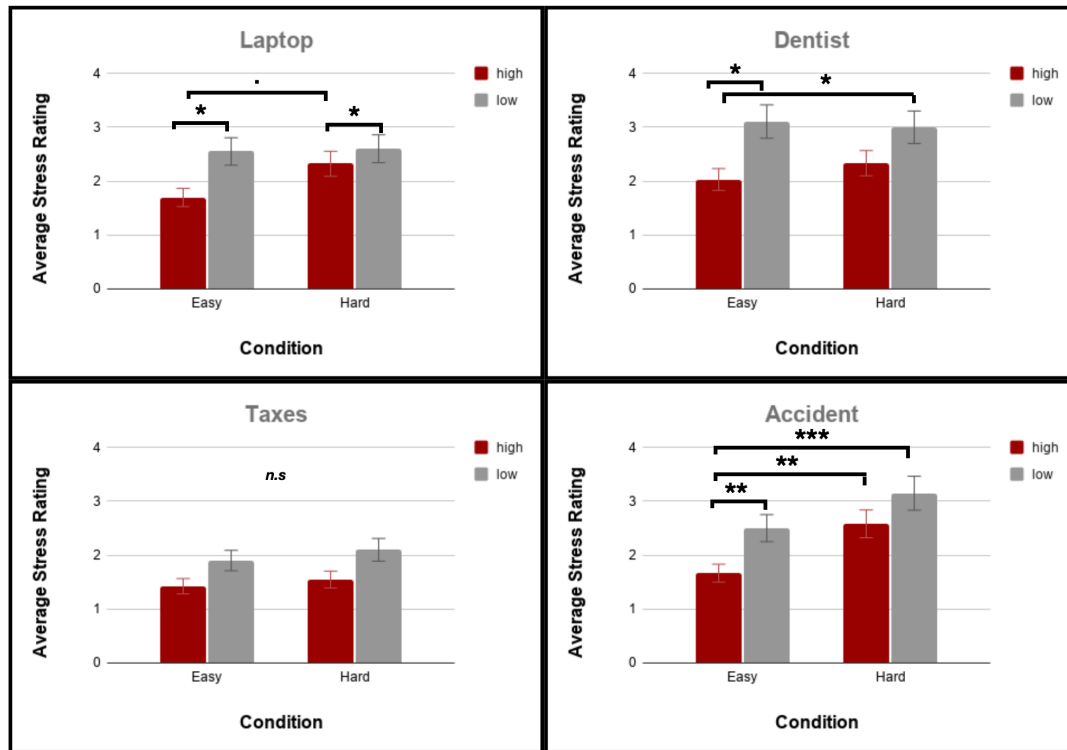 Laptop
4
3
2
1
0
Average Stress Rating
high
low
.
*
*
Easy
Hard
Condition
Dentist
4
3
2
1
0
Average Stress Rating
high
low
*
*
Easy
Hard
Condition
Taxes
4
3
2
1
0
Average Stress Rating
high
low
n.s
Easy
Hard
Condition
Accident
4
3
2
1
0
Average Stress Rating
high
low
***
**
**
Easy
Hard
Condition